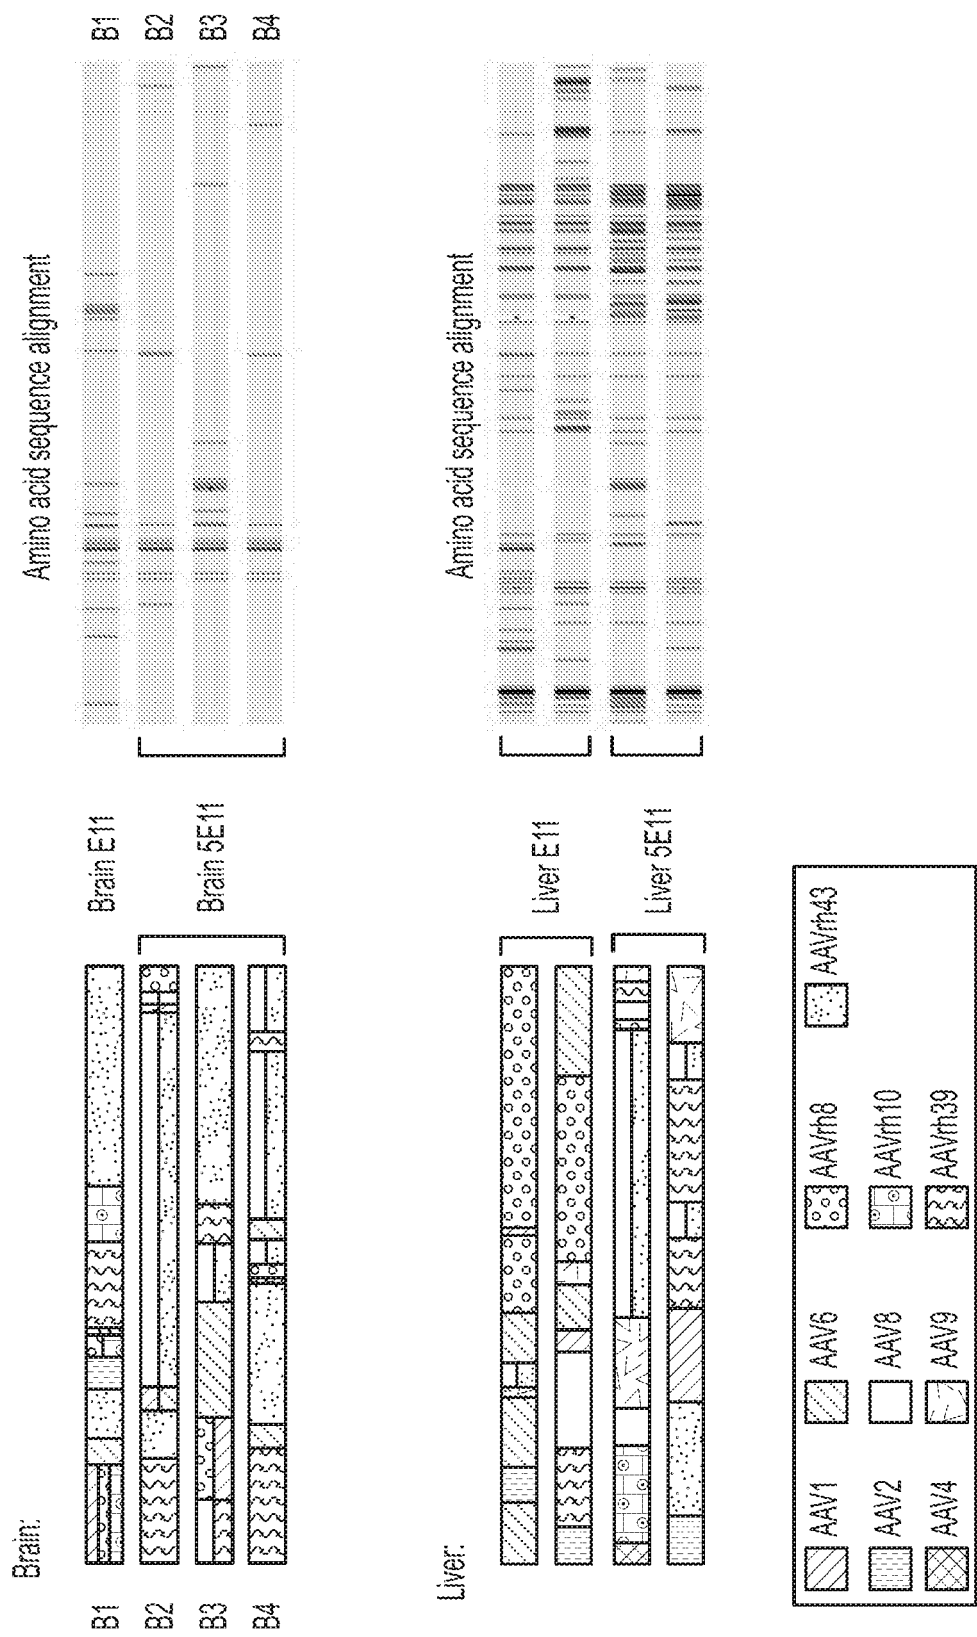 Brain:
Amino acid sequence alignment
B1
Brain E11
B1
B2
B2
B3
Brain 5E11
B3
B4
B4
Liver:
Amino acid sequence alignment
Liver E11
Liver 5E11
AAV1
AAV6
AAVrh8
AAVrh43
AAV2
AAV8
AAVrh10
AAV4
AAV9
AAVrh39